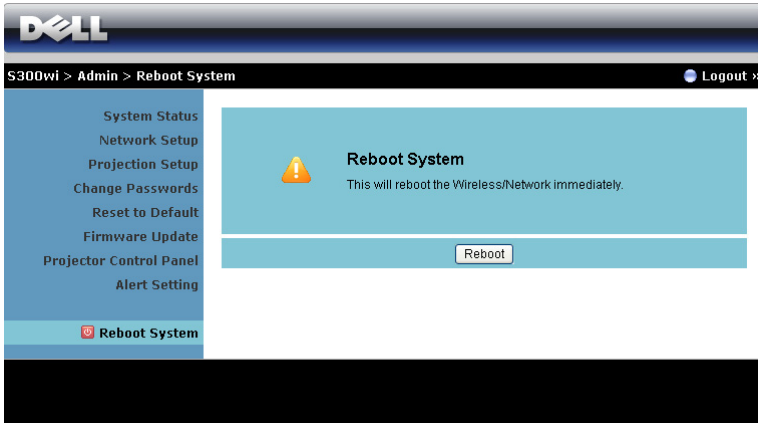 DELL
S300wi > Admin > Reboot System
Logout »
System Status
Network Setup
Projection Setup
Change Passwords
Reset to Default
Firmware Update
Projector Control Panel
Alert Setting
Reboot System
Reboot System
This will reboot the Wireless/Network immediately.
Reboot